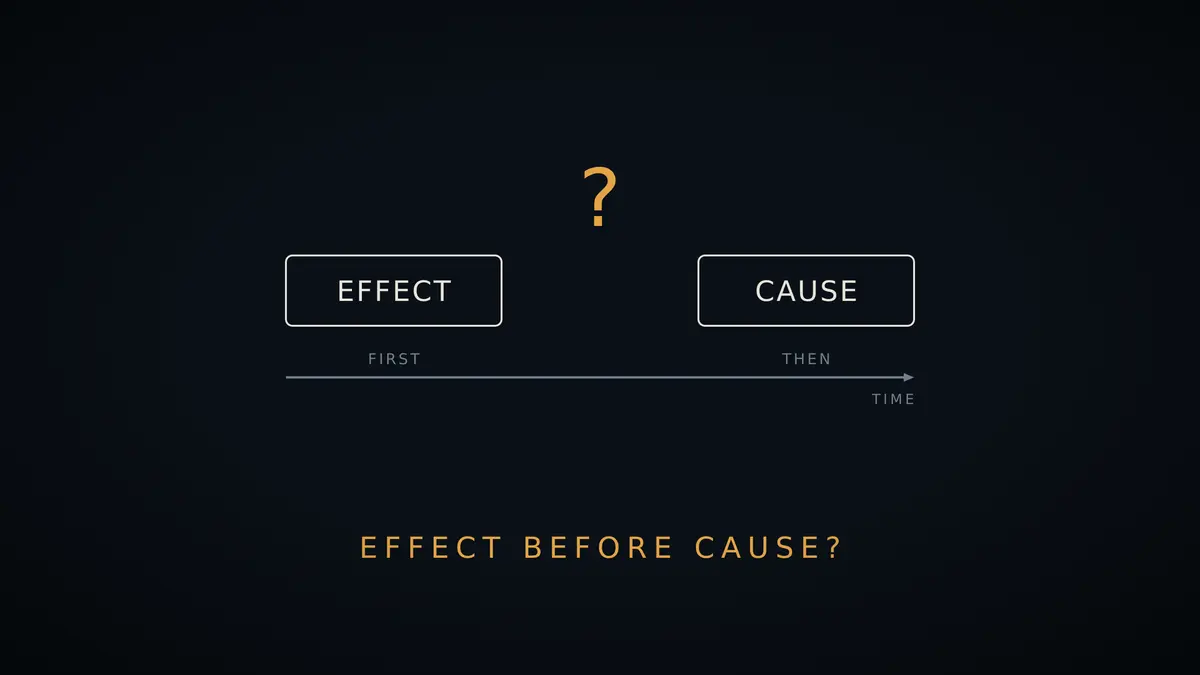 ?
EFFECT
CAUSE
FIRST
THEN
TIME
EFFECT BEFORE CAUSE?